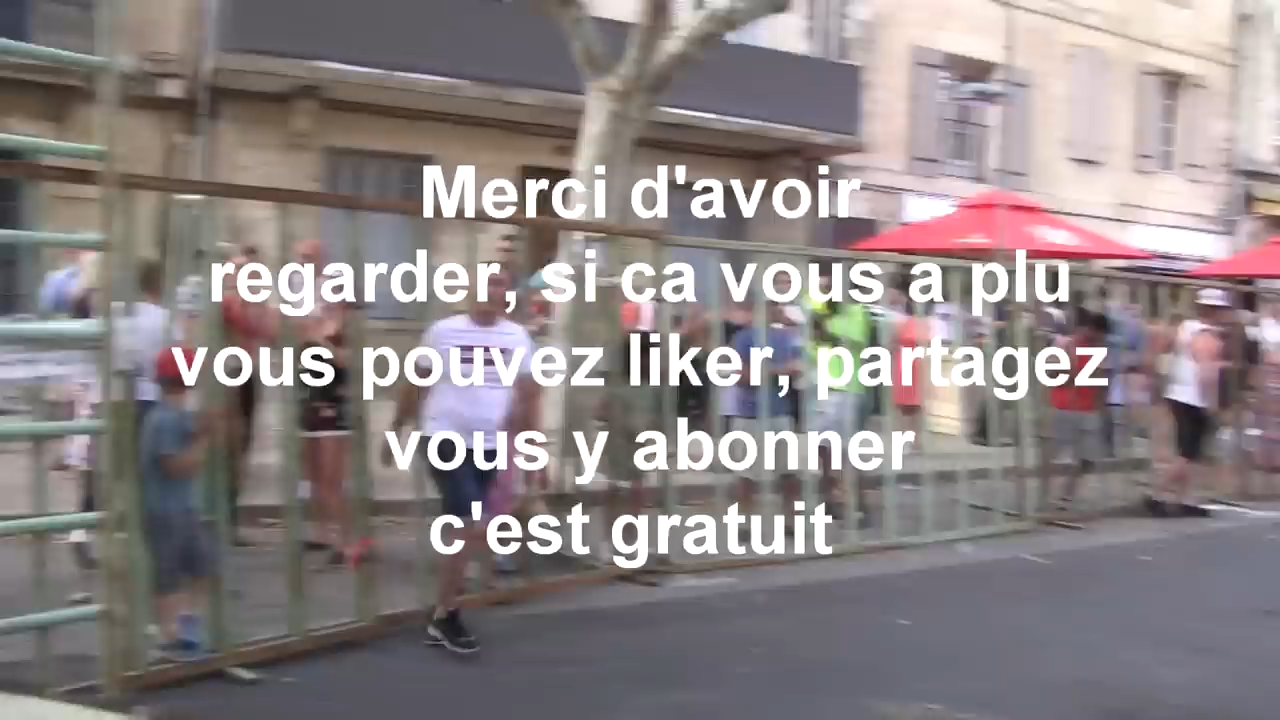 Merci d'avoir
regarder, si ca vous a plu
vous pouvez liker, partagez
vous y abonner
c'est gratuit